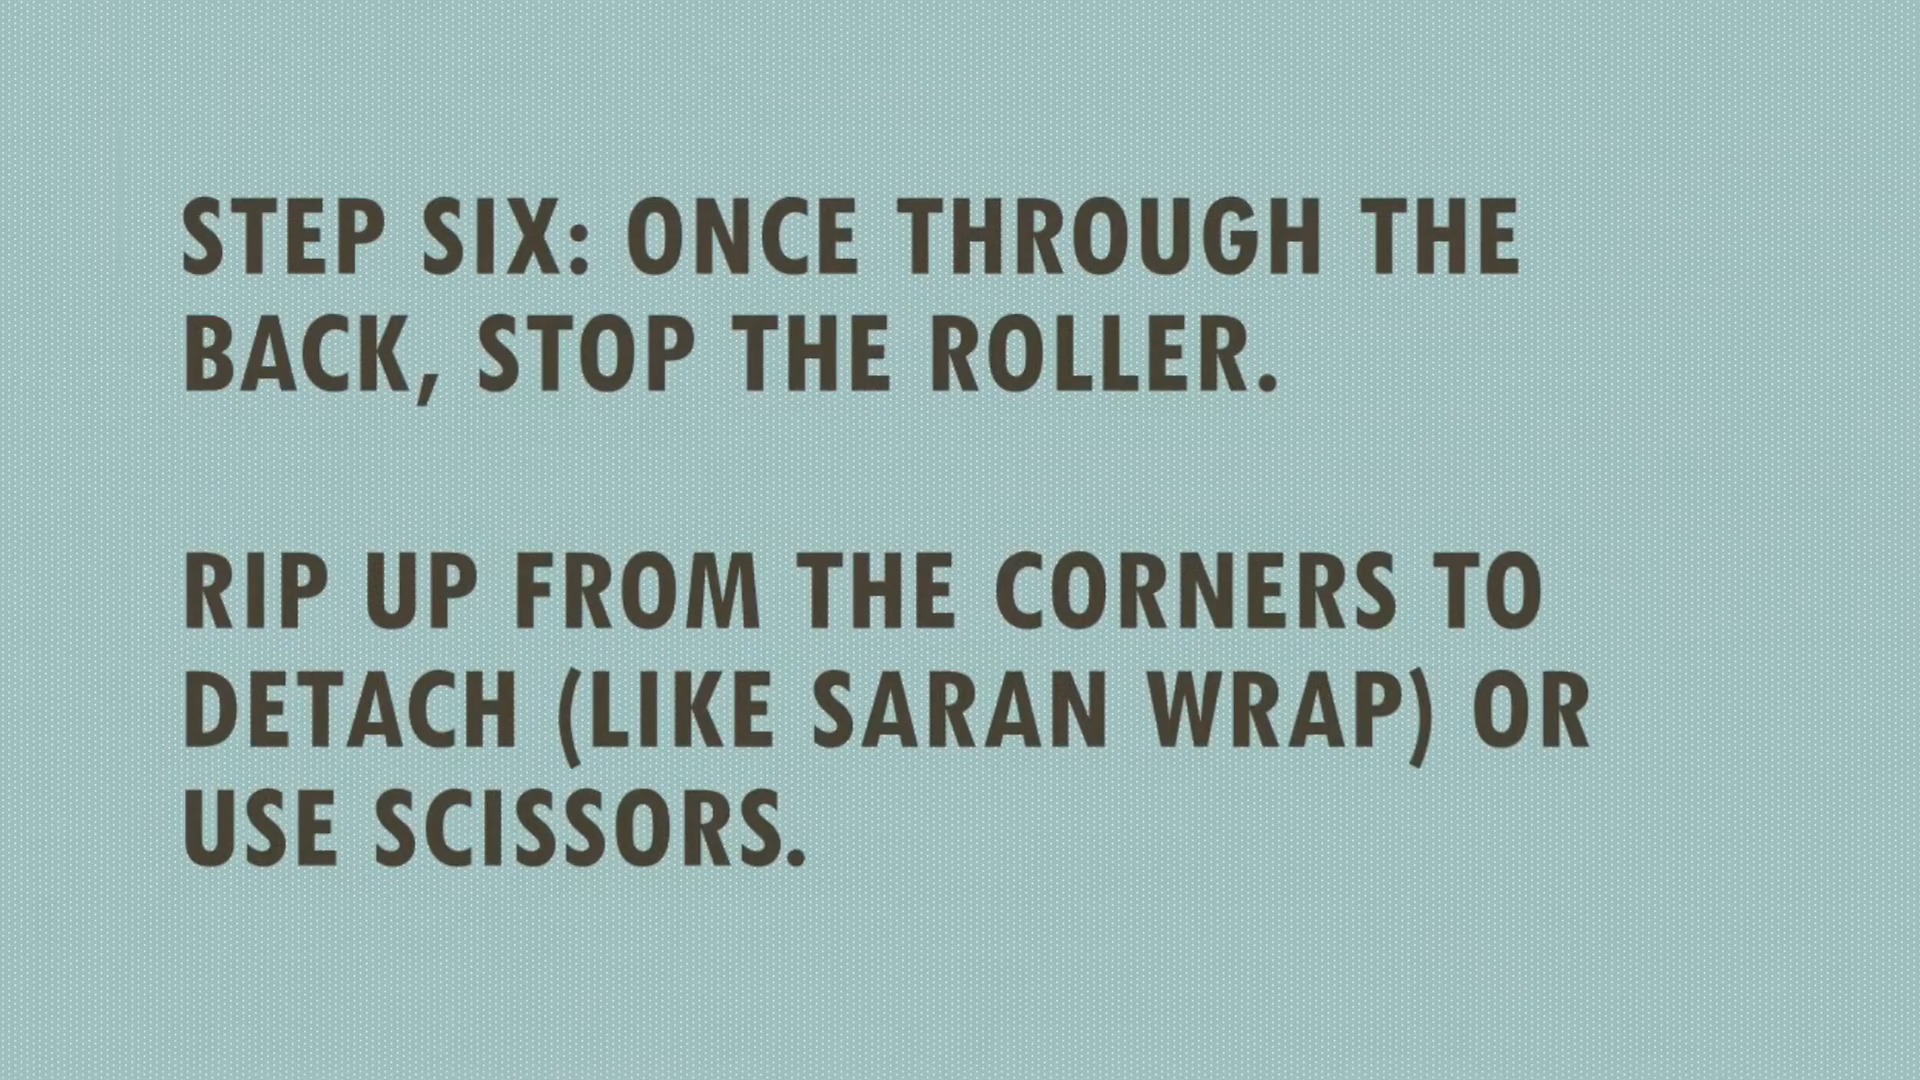 STEP SIX: ONCE THROUGH THE
BACK, STOP THE ROLLER.
RIP UP FROM THE CORNERS TO
DETACH (LIKE SARAN WRAP) OR
USE SCISSORS.